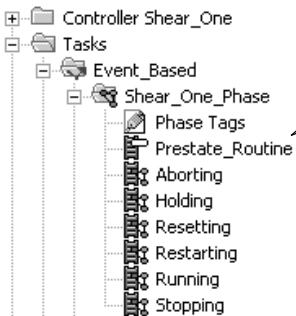 Controller Shear_One
Tasks
Event_Based
Shear_One_Phase
Phase Tags
Prestate_Routine
Aborting
Holding
Resetting
Restarting
Running
Stopping